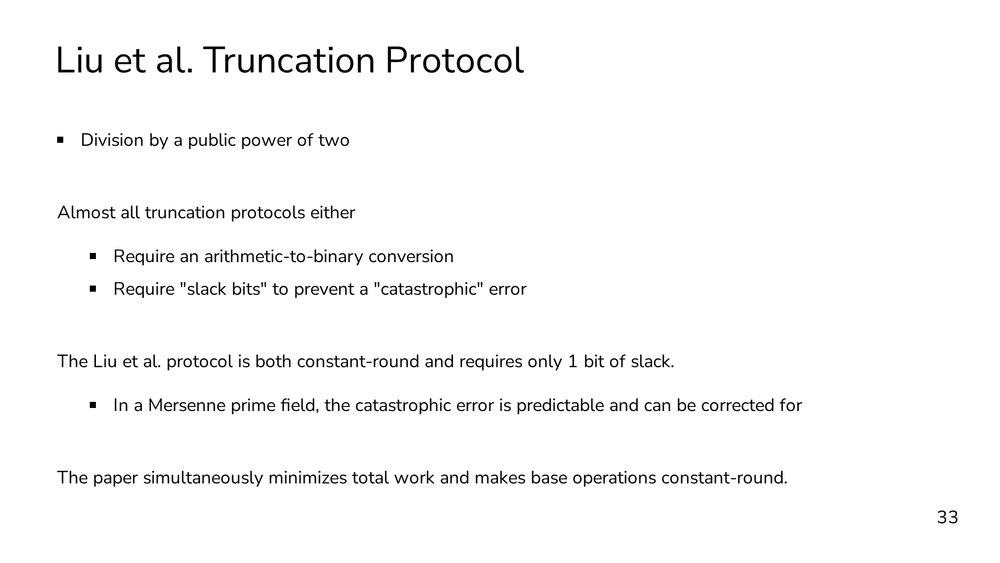 Liu et al. Truncation Protocol
Division by a public power of two
Almost all truncation protocols either
Require an arithmetic-to-binary conversion
Require "slack bits" to prevent a "catastrophic" error
The Liu et al. protocol is both constant-round and requires only 1 bit of slack.
In a Mersenne prime field, the catastrophic error is predictable and can be corrected for
The paper simultaneously minimizes total work and makes base operations constant-round.
33